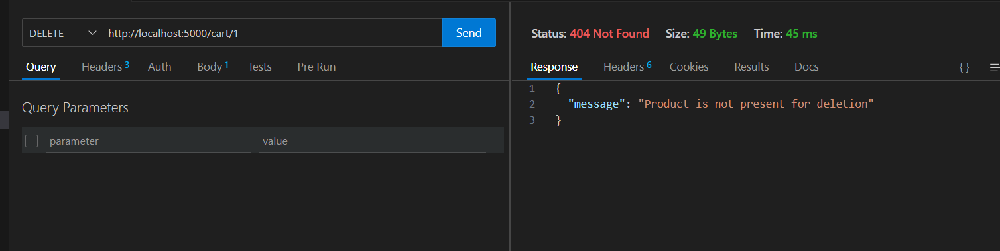 DELETE http://localhost:5000/cart/1 Send
Query Headers 3 Auth Body 1 Tests Pre Run
Query Parameters
parameter value
Status: 404 Not Found Size: 49 Bytes Time: 45 ms
Response Headers 6 Cookies Results Docs {}
1 {
2 "message": "Product is not present for deletion"
3 }